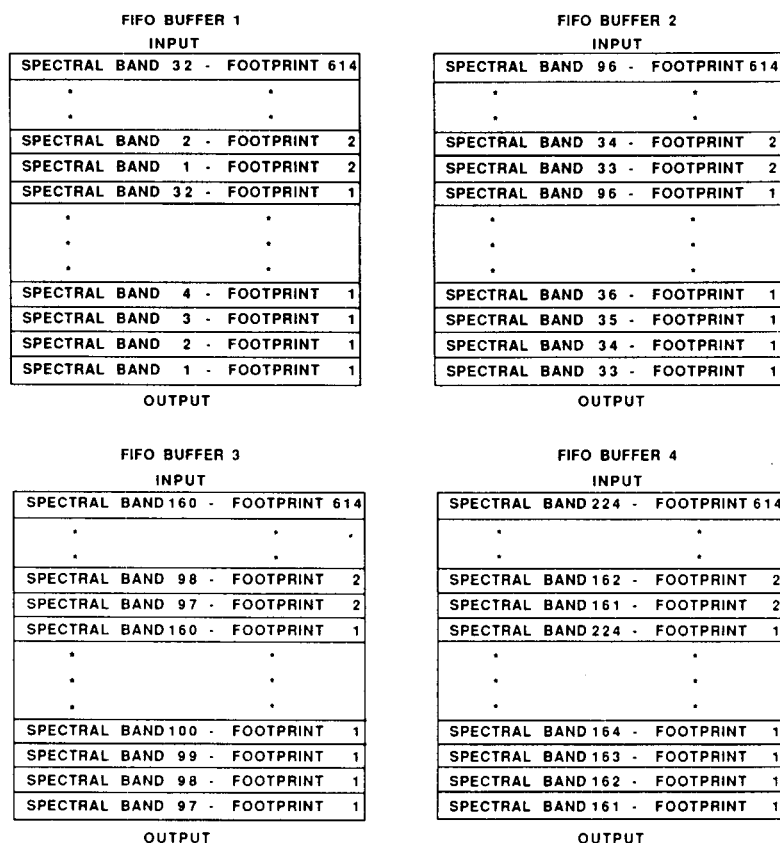 FIFO BUFFER 1
INPUT
SPECTRAL BAND 32 - FOOTPRINT 614
SPECTRAL BAND 2 - FOOTPRINT 2
SPECTRAL BAND 1 - FOOTPRINT 2
SPECTRAL BAND 32 - FOOTPRINT 1
SPECTRAL BAND 4 - FOOTPRINT 1
SPECTRAL BAND 3 - FOOTPRINT 1
SPECTRAL BAND 2 - FOOTPRINT 1
SPECTRAL BAND 1 - FOOTPRINT 1
OUTPUT
FIFO BUFFER 2
INPUT
SPECTRAL BAND 96 - FOOTPRINT 614
SPECTRAL BAND 34 - FOOTPRINT 2
SPECTRAL BAND 33 - FOOTPRINT 2
SPECTRAL BAND 96 - FOOTPRINT 1
SPECTRAL BAND 36 - FOOTPRINT 1
SPECTRAL BAND 35 - FOOTPRINT 1
SPECTRAL BAND 34 - FOOTPRINT 1
SPECTRAL BAND 33 - FOOTPRINT 1
OUTPUT
FIFO BUFFER 3
INPUT
SPECTRAL BAND 160 - FOOTPRINT 614
SPECTRAL BAND 98 - FOOTPRINT 2
SPECTRAL BAND 97 - FOOTPRINT 2
SPECTRAL BAND 160 - FOOTPRINT 1
SPECTRAL BAND 100 - FOOTPRINT 1
SPECTRAL BAND 99 - FOOTPRINT 1
SPECTRAL BAND 98 - FOOTPRINT 1
SPECTRAL BAND 97 - FOOTPRINT 1
OUTPUT
FIFO BUFFER 4
INPUT
SPECTRAL BAND 224 - FOOTPRINT 614
SPECTRAL BAND 162 - FOOTPRINT 2
SPECTRAL BAND 161 - FOOTPRINT 2
SPECTRAL BAND 224 - FOOTPRINT 1
SPECTRAL BAND 164 - FOOTPRINT 1
SPECTRAL BAND 163 - FOOTPRINT 1
SPECTRAL BAND 162 - FOOTPRINT 1
SPECTRAL BAND 161 - FOOTPRINT 1
OUTPUT